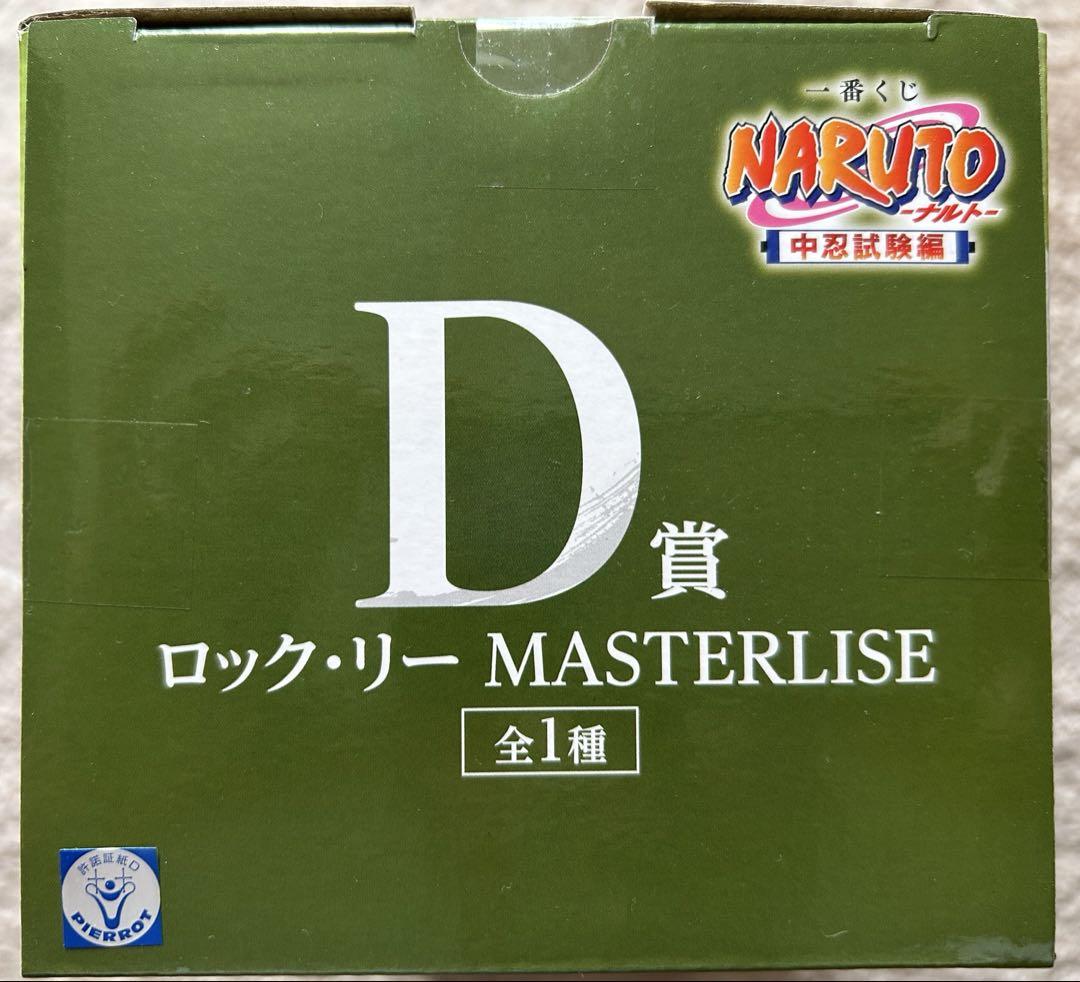 一番くじ
NARUTO
-ナルト-
中忍試験編
D賞
ロック・リー MASTERLISE
全1種
許諾証紙D
PIERROT